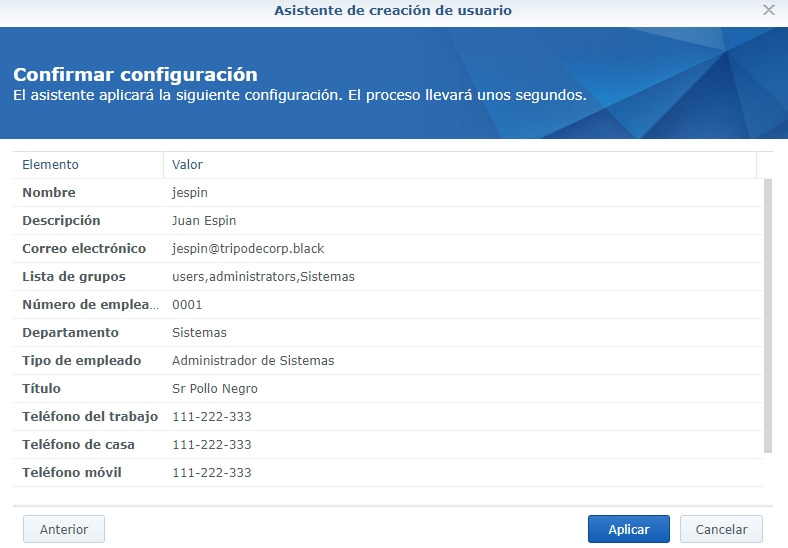 Asistente de creación de usuario
Confirmar configuración
El asistente aplicará la siguiente configuración. El proceso llevará unos segundos.
Elemento Valor
Nombre jespin
Descripción Juan Espin
Correo electrónico jespin@tripodecorp.black
Lista de grupos users,administrators,Sistemas
Número de emplea... 0001
Departamento Sistemas
Tipo de empleado Administrador de Sistemas
Título Sr Pollo Negro
Teléfono del trabajo 111-222-333
Teléfono de casa 111-222-333
Teléfono móvil 111-222-333
Anterior Aplicar Cancelar